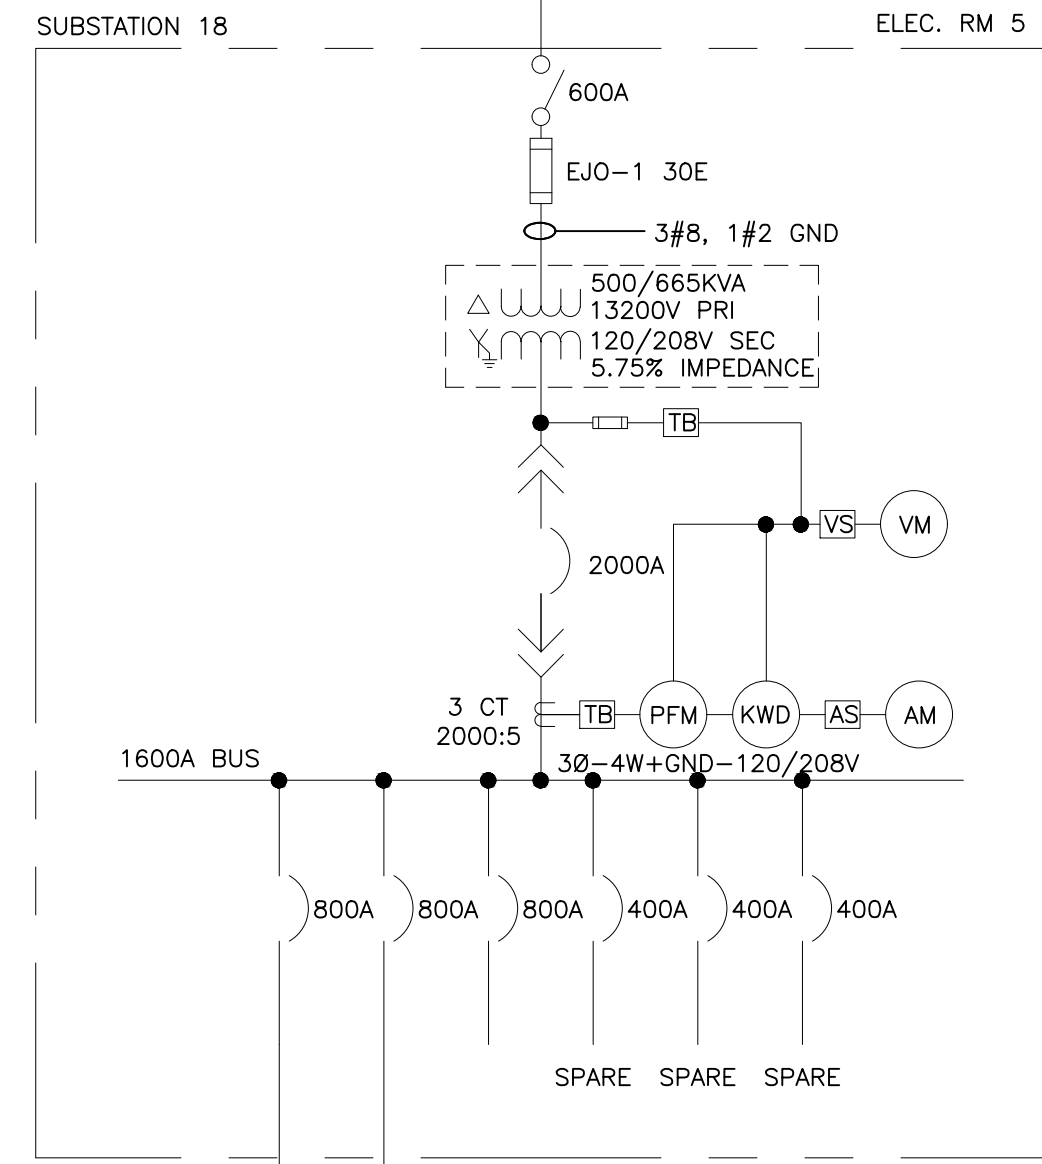 SUBSTATION 18
ELEC. RM 5
600A
EJO-1 30E
3#8, 1#2 GND
500/665KVA
13200V PRI
120/208V SEC
5.75% IMPEDANCE
TB
VS
VM
2000A
3 CT
2000:5
TB
PFM
KWD
AS
AM
1600A BUS
3Ø-4W+GND-120/208V
800A
800A
800A
400A
400A
400A
SPARE
SPARE
SPARE